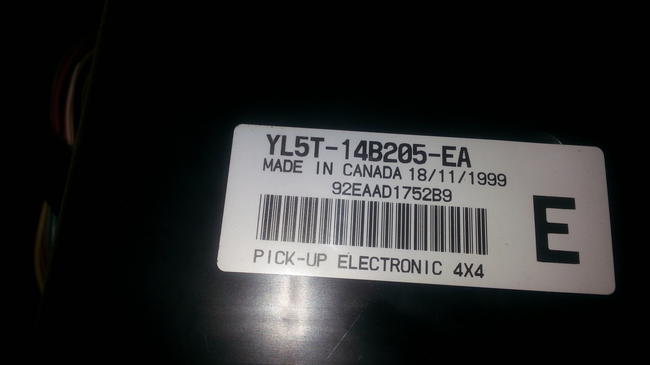 YL5T-14B205-EA
MADE IN CANADA 18/11/1999
92EAAD1752B9
E
PICK-UP ELECTRONIC 4X4